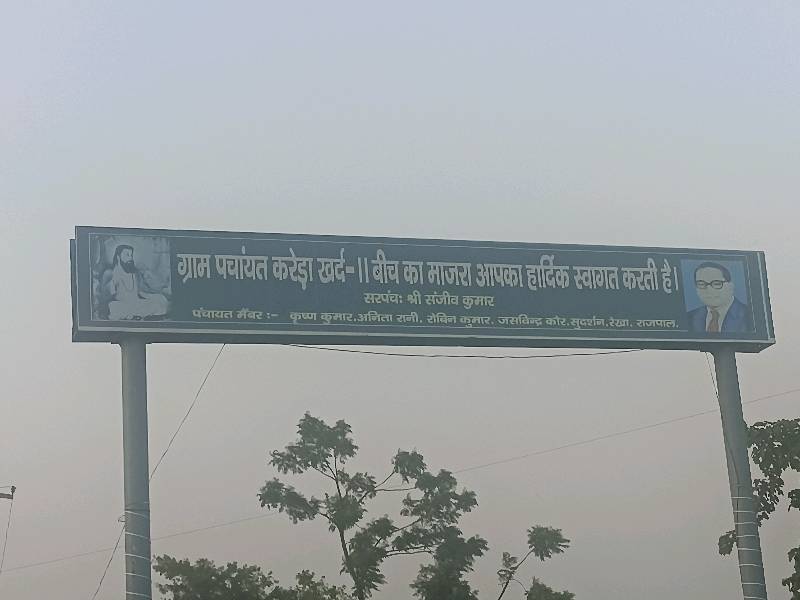 ग्राम पचांयत करेड़ा खर्द-।। बीच का माजरा आपका हार्दिक स्वागत करती है।
सरपंचः श्री संजीव कुमार
पंचायत मैंबर :- कृष्ण कुमार,अनिता रानी, रोबिन कुमार, जसविन्द्र कौर,सुदर्शन,रेखा, राजपाल,